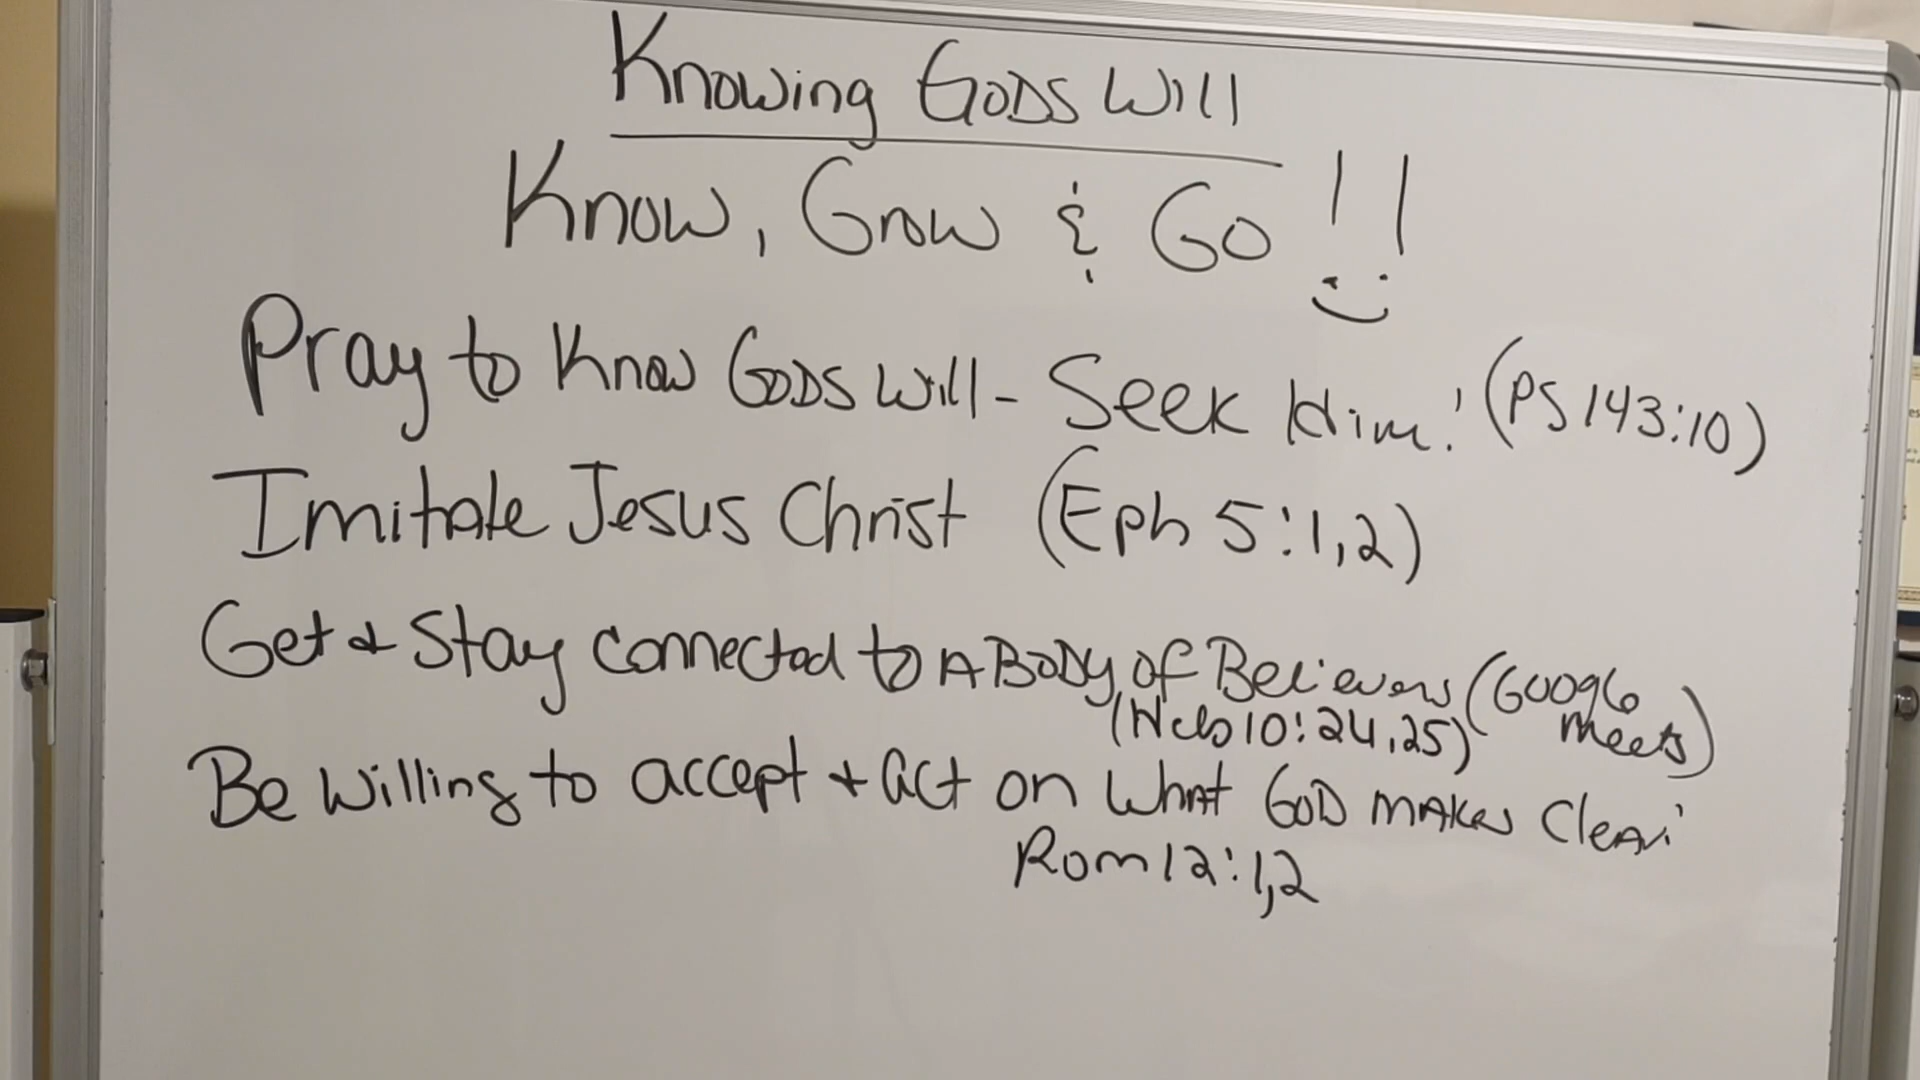 Knowing GODS Will
Know, Grow & Go!!
Pray to Know GODS Will - Seek Him! (PS 143:10)
Imitate Jesus Christ (Eph 5:1,2)
Get + Stay connected to A BODY of Believers (Google Meets)
(Heb 10:24,25)
Be Willing to accept + act on What GOD MAKES CleAr!
Rom 12:1,2